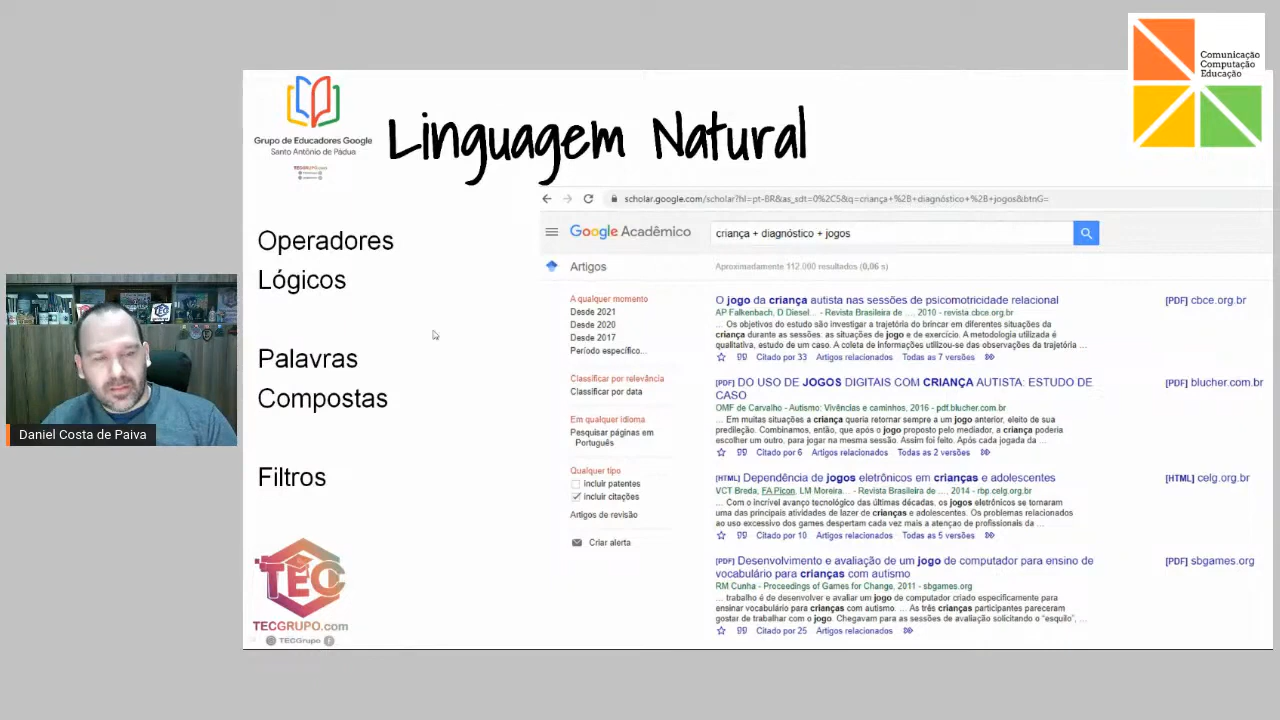 Comunicação
Computação
Educação
Grupo de Educadores Google
Santo Antônio de Pádua
TECGRUPO.com
Linguagem Natural
Operadores
Lógicos
Palavras
Compostas
Filtros
TEC
TECGRUPO.com
TECGrupo
Daniel Costa de Paiva
scholar.google.com/scholar?hl=pt-BR&as_sdt=0%2C5&q=criança+%2B+diagnóstico+%2B+jogos&btnG=
Google Acadêmico
criança + diagnóstico + jogos
Artigos
Aproximadamente 112.000 resultados (0,06 s)
A qualquer momento
Desde 2021
Desde 2020
Desde 2017
Período específico...
Classificar por relevância
Classificar por data
Em qualquer idioma
Pesquisar páginas em
Português
Qualquer tipo
incluir patentes
incluir citações
Artigos de revisão
Criar alerta
O jogo da criança autista nas sessões de psicomotricidade relacional
AP Falkenbach, D Diesel... - Revista Brasileira de ..., 2010 - revista cbce.org.br
... Os objetivos do estudo são investigar a trajetória do brincar em diferentes situações da
criança durante as sessões: as situações de jogo e de exercício. A metodologia utilizada é
qualitativa, estudo de um caso. A coleta de informações utilizou-se das observações da trajetória ...
Citado por 33 Artigos relacionados Todas as 7 versões
[PDF] cbce.org.br
[PDF] DO USO DE JOGOS DIGITAIS COM CRIANÇA AUTISTA: ESTUDO DE
CASO
OMF de Carvalho - Autismo: Vivências e caminhos, 2016 - pdf.blucher.com.br
... Em muitas situações a criança queria retornar sempre a um jogo anterior, eleito de sua
predileção. Combinamos, então, que após o jogo proposto pelo mediador, a criança poderia
escolher um outro, para jogar na mesma sessão. Assim foi feito. Após cada jogada da ...
Citado por 6 Artigos relacionados Todas as 2 versões
[PDF] blucher.com.br
[HTML] Dependência de jogos eletrônicos em crianças e adolescentes
VCT Breda, FA Picon, LM Moreira... - Revista Brasileira de ..., 2014 - rbp.celg.org.br
... Com o incrível avanço tecnológico das últimas décadas, os jogos eletrônicos se tornaram
uma das principais atividades de lazer de crianças e adolescentes. Os problemas relacionados
ao uso excessivo dos games despertam cada vez mais a atençao de profissionais da ...
Citado por 10 Artigos relacionados Todas as 5 versões
[HTML] celg.org.br
[PDF] Desenvolvimento e avaliação de um jogo de computador para ensino de
vocabulário para crianças com autismo
RM Cunha - Proceedings of Games for Change, 2011 - sbgames.org
... trabalho é de desenvolver e avaliar um jogo de computador criado especificamente para
ensinar vocabulário para crianças com autismo. ... As três crianças participantes pareceram
gostar de trabalhar com o jogo. Chegavam para as sessões de avaliação solicitando o "esquilo", ...
Citado por 25 Artigos relacionados
[PDF] sbgames.org